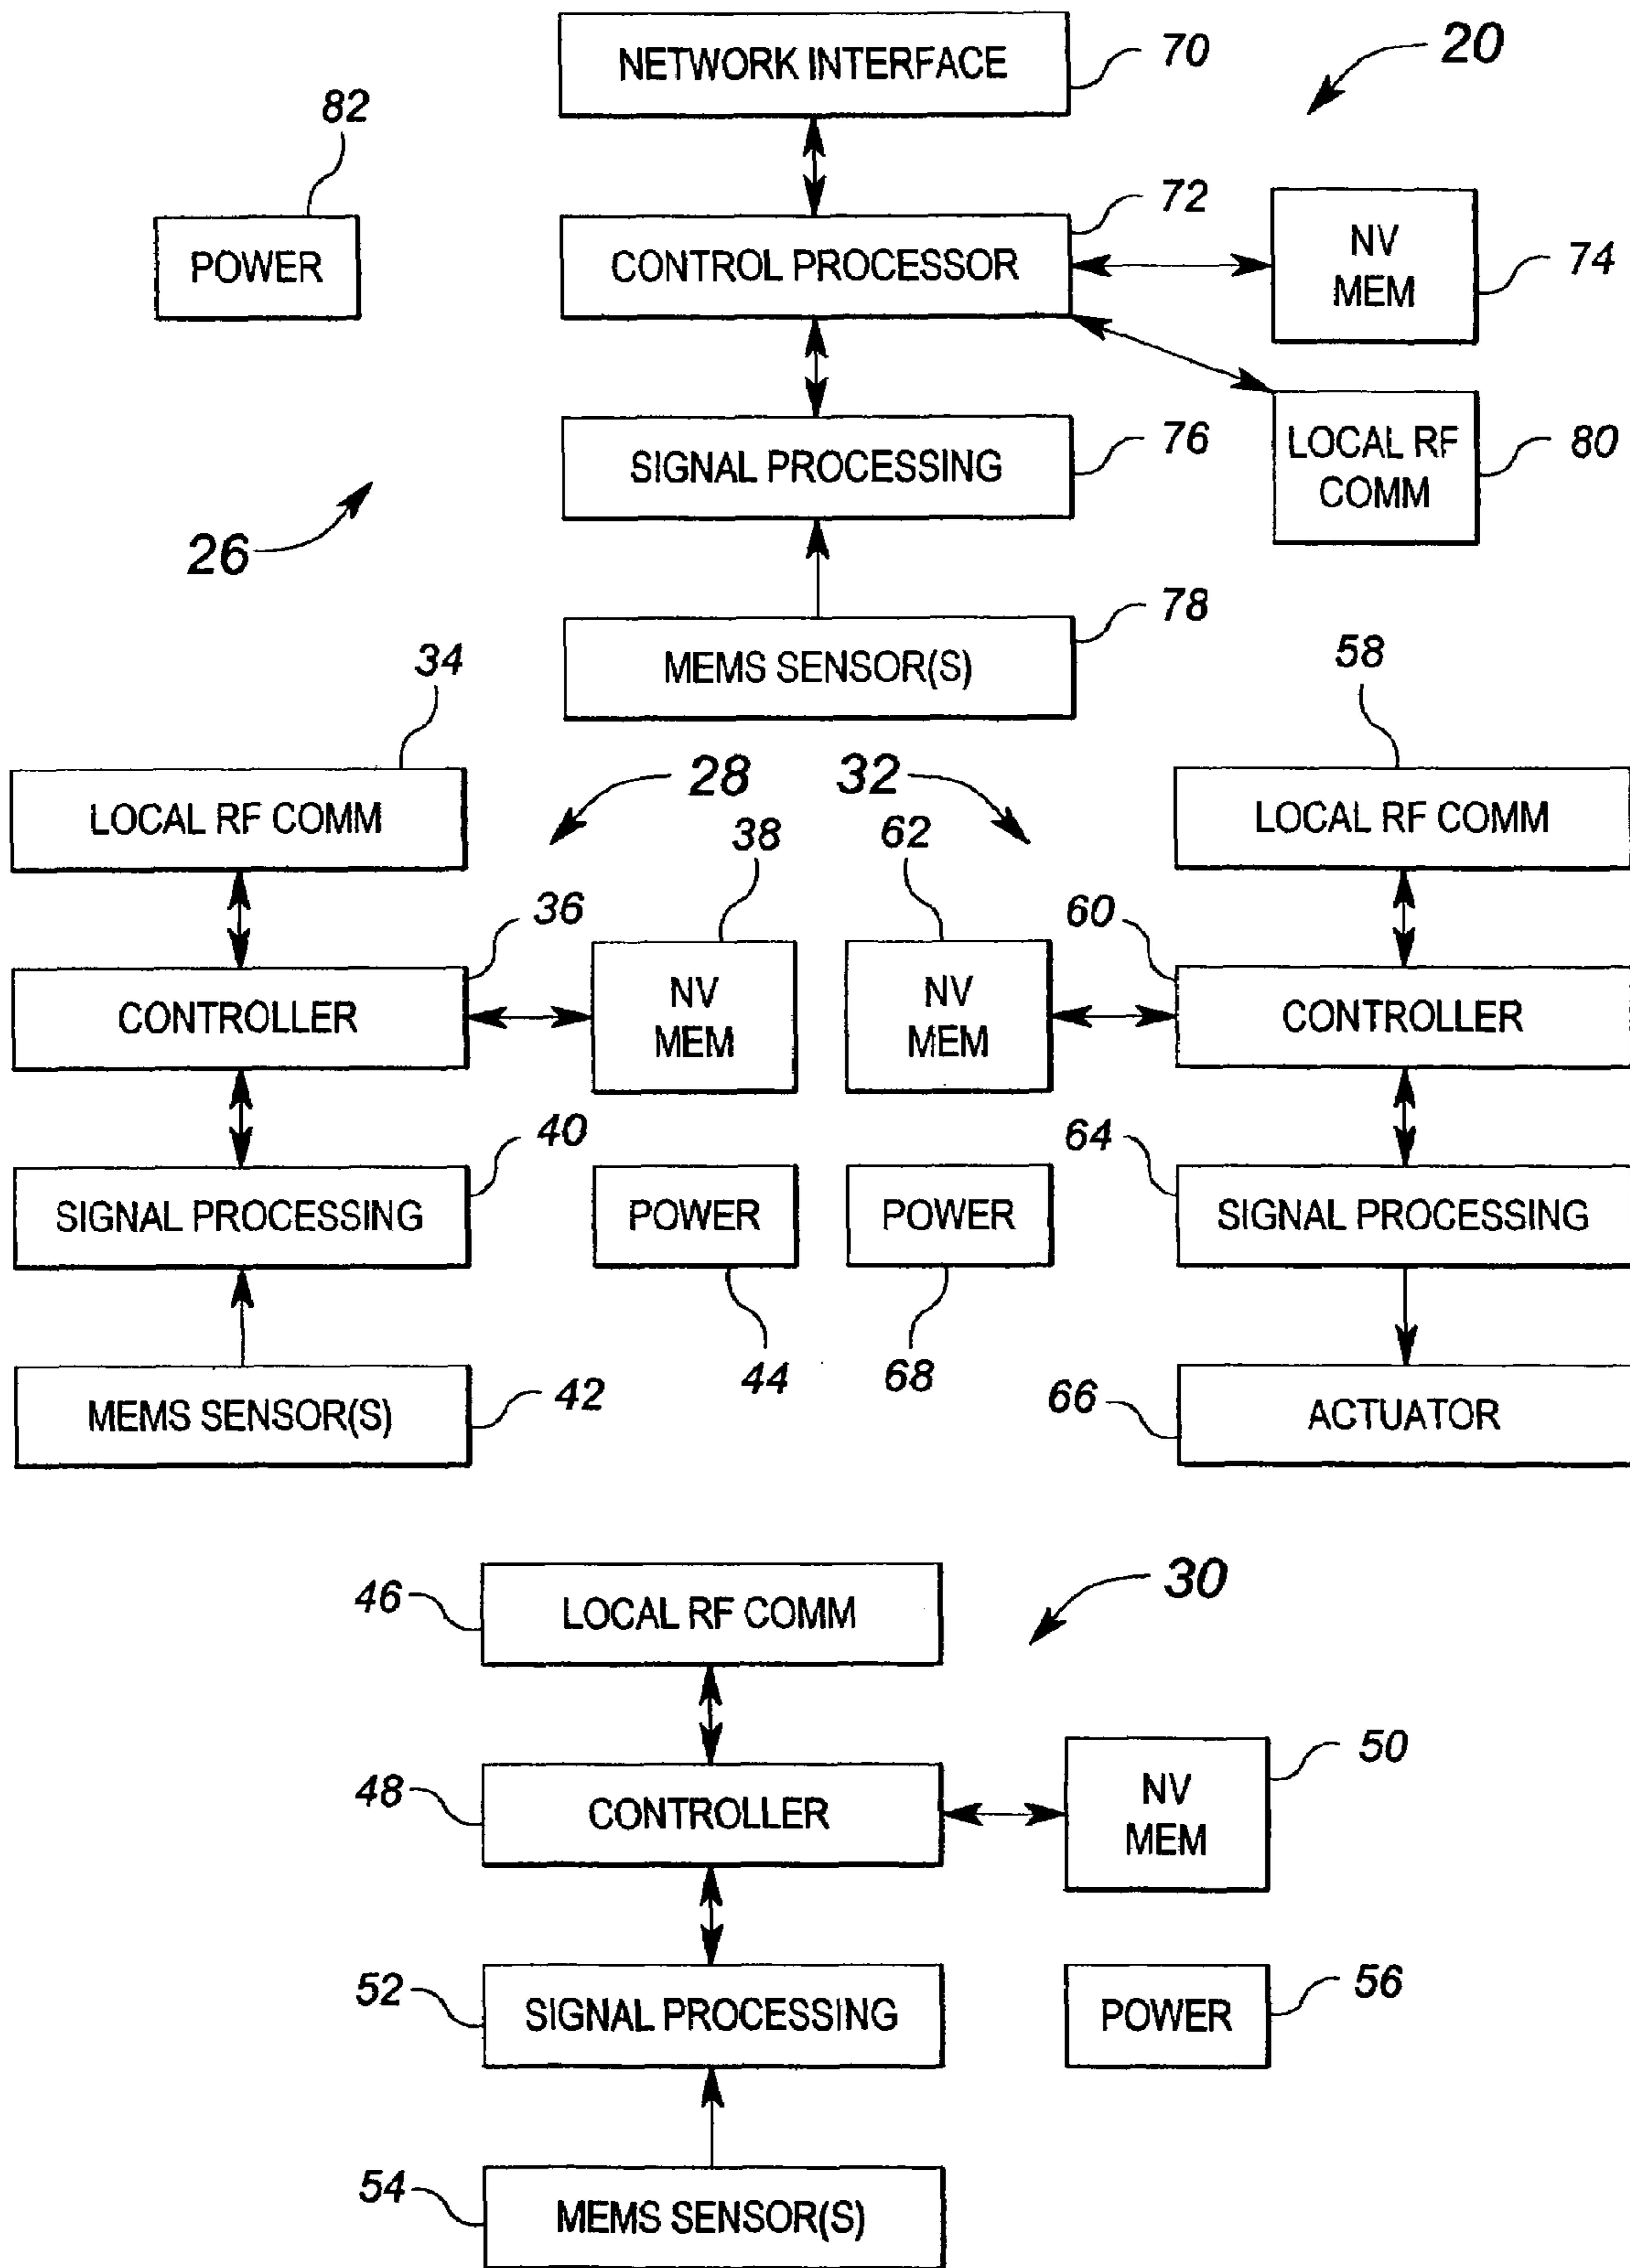 NETWORK INTERFACE
70
20
82
POWER
72
CONTROL PROCESSOR
NV
MEM
74
76
SIGNAL PROCESSING
LOCAL RF
COMM
80
26
78
MEMS SENSOR(S)
34
LOCAL RF COMM
28
38
36
CONTROLLER
NV
MEM
40
SIGNAL PROCESSING
POWER
44
MEMS SENSOR(S)
42
32
58
LOCAL RF COMM
62
60
NV
MEM
CONTROLLER
64
POWER
68
SIGNAL PROCESSING
66
ACTUATOR
30
46
LOCAL RF COMM
48
CONTROLLER
NV
MEM
50
52
SIGNAL PROCESSING
POWER
56
54
MEMS SENSOR(S)